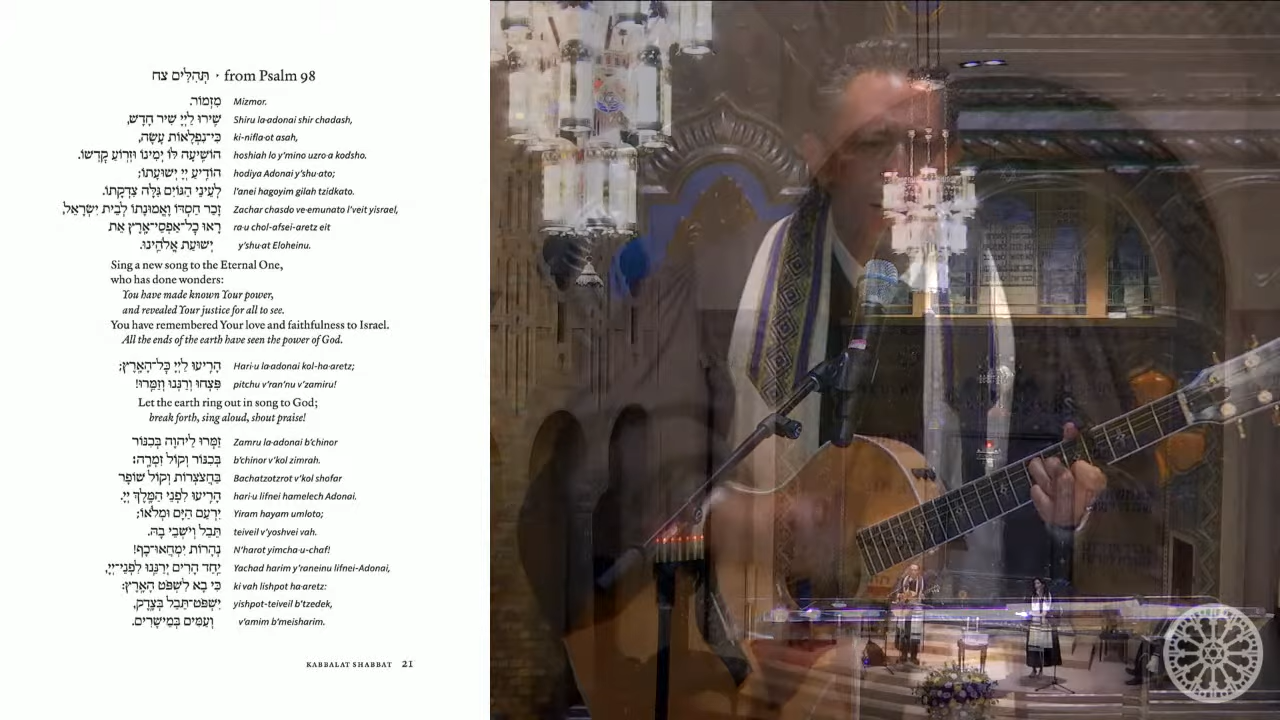 תְּהִלִּים צח · from Psalm 98
מִזְמוֹר. Mizmor.
שִׁירוּ לַיְיָ שִׁיר חָדָשׁ, Shiru la·adonai shir chadash,
כִּי־נִפְלָאוֹת עָשָׂה, ki-nifla·ot asah,
הוֹשִׁיעָה לּוֹ יְמִינוֹ וּזְרוֹעַ קָדְשׁוֹ. hoshiah lo y’mino uzro·a kodsho.
הוֹדִיעַ יְיָ יְשׁוּעָתוֹ; hodiya Adonai y’shu·ato;
לְעֵינֵי הַגּוֹיִם גִּלָּה צִדְקָתוֹ. l’anei hagoyim gilah tzidkato.
זָכַר חַסְדּוֹ וֶאֱמוּנָתוֹ לְבֵית יִשְׂרָאֵל, Zachar chasdo ve·emunato l’veit yisrael,
רָאוּ כׇל־אַפְסֵי־אָרֶץ אֵת ra·u chol-afsei-aretz eit
יְשׁוּעַת אֱלֹהֵינוּ. y’shu·at Eloheinu.
Sing a new song to the Eternal One,
who has done wonders:
You have made known Your power,
and revealed Your justice for all to see.
You have remembered Your love and faithfulness to Israel.
All the ends of the earth have seen the power of God.
הָרִיעוּ לַיְיָ כׇּל־הָאָרֶץ; Hari·u la·adonai kol-ha·aretz;
פִּצְחוּ וְרַנְּנוּ וְזַמֵּרוּ! pitchu v’ran’nu v’zamiru!
Let the earth ring out in song to God;
break forth, sing aloud, shout praise!
זַמְּרוּ לַיהוָה בְּכִנּוֹר Zamru la·adonai b’chinor
בְּכִנּוֹר וְקוֹל זִמְרָה: b’chinor v’kol zimrah.
בַּחֲצֹצְרוֹת וְקוֹל שׁוֹפָר Bachatzotzrot v’kol shofar
הָרִיעוּ לִפְנֵי הַמֶּלֶךְ יְיָ. hari·u lifnei hamelech Adonai.
יִרְעַם הַיָּם וּמְלֹאוֹ; Yiram hayam umloto;
תֵּבֵל וְיֹשְׁבֵי בָהּ. teiveil v’yoshvei vah.
נְהָרוֹת יִמְחֲאוּ־כָף! N’harot yimcha·u-chaf!
יַחַד הָרִים יְרַנֵּנוּ לִפְנֵי־יְיָ, Yachad harim y’raneinu lifnei-Adonai,
כִּי בָא לִשְׁפֹּט הָאָרֶץ: ki vah lishpot ha·aretz:
יִשְׁפֹּט־תֵּבֵל בְּצֶדֶק, yishpot-teiveil b’tzedek,
וְעַמִּים בְּמֵישָׁרִים. v’amim b’meisharim.
KABBALAT SHABBAT 21